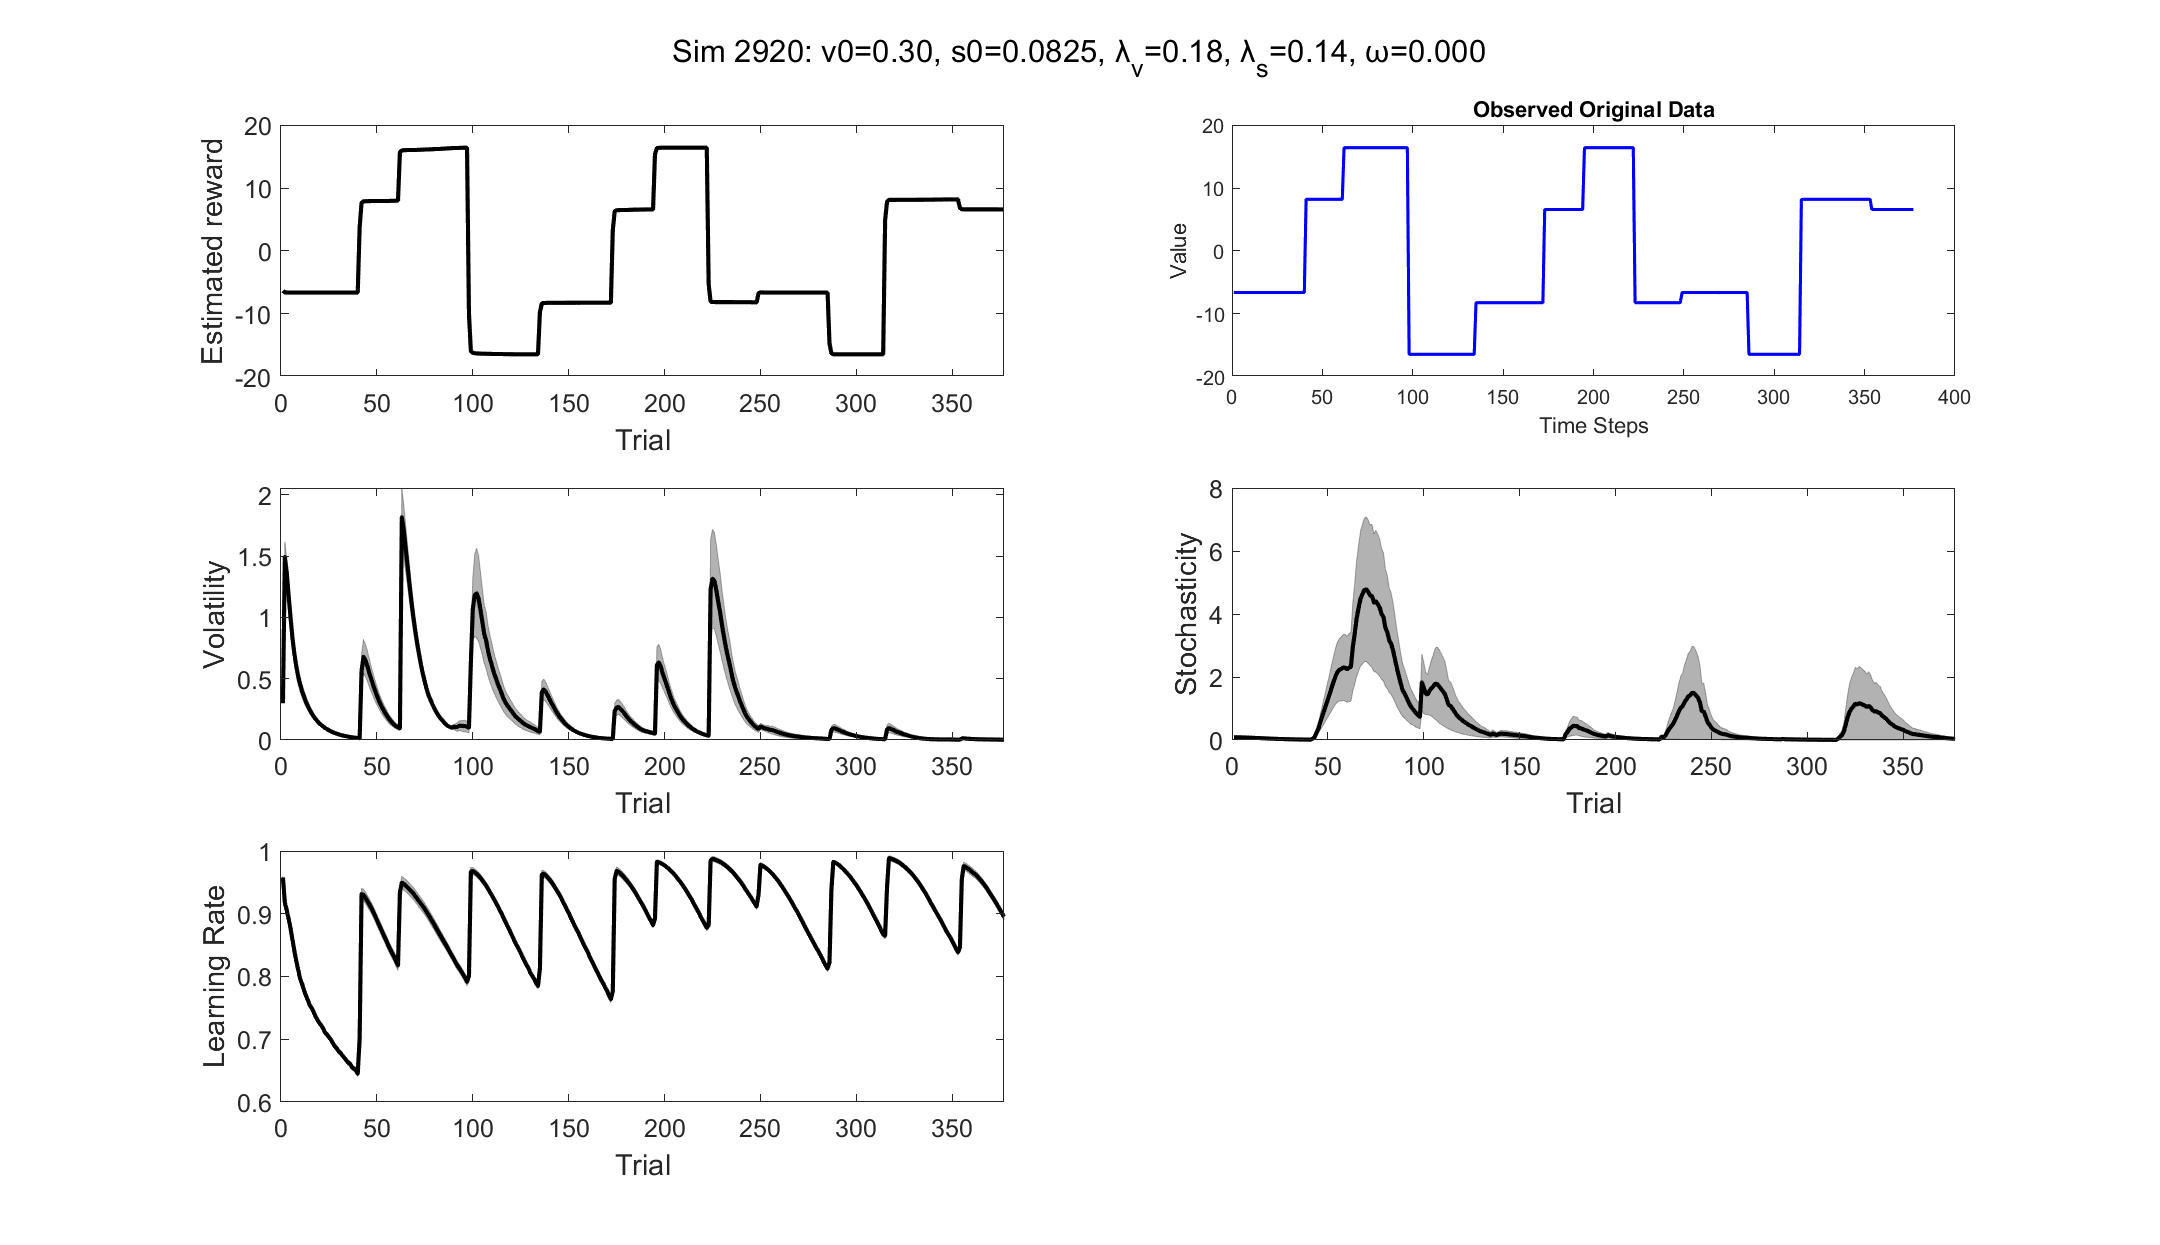 Sim 2920: v0=0.30, s0=0.0825, λ_v=0.18, λ_s=0.14, ω=0.000
20
10
0
-10
-20
Estimated reward
0 50 100 150 200 250 300 350
Trial
Observed Original Data
20
10
0
-10
-20
Value
0 50 100 150 200 250 300 350 400
Time Steps
2
1.5
1
0.5
0
Volatility
0 50 100 150 200 250 300 350
Trial
8
6
4
2
0
Stochasticity
0 50 100 150 200 250 300 350
Trial
1
0.9
0.8
0.7
0.6
Learning Rate
0 50 100 150 200 250 300 350
Trial